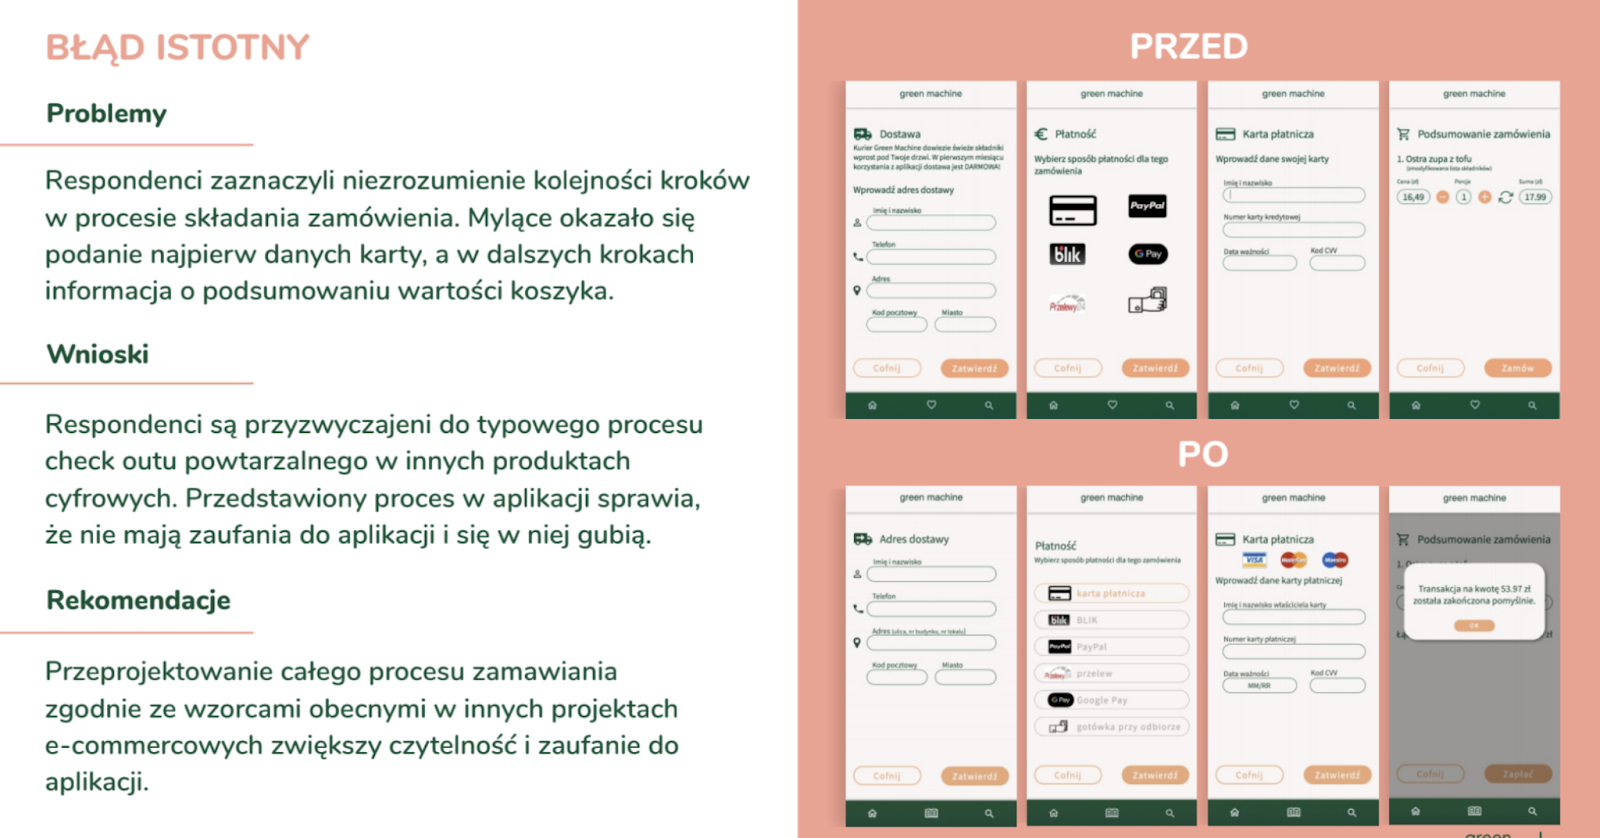 BŁĄD ISTOTNY
Problemy
Respondenci zaznaczyli niezrozumienie kolejności kroków
w procesie składania zamówienia. Mylące okazało się
podanie najpierw danych karty, a w dalszych krokach
informacja o podsumowaniu wartości koszyka.
Wnioski
Respondenci są przyzwyczajeni do typowego procesu
check outu powtarzalnego w innych produktach
cyfrowych. Przedstawiony proces w aplikacji sprawia,
że nie mają zaufania do aplikacji i się w niej gubią.
Rekomendacje
Przeprojektowanie całego procesu zamawiania
zgodnie ze wzorcami obecnymi w innych projektach
e-commercowych zwiększy czytelność i zaufanie do
aplikacji.
PRZED
green machine
Dostawa
Kurier Green Machine dowiezie świeże składniki
wprost pod Twoje drzwi. W pierwszym miesiącu
korzystania z aplikacji dostawa jest DARMOWA!
Wprowadź adres dostawy
Imię i nazwisko
Telefon
Adres
Kod pocztowy Miasto
Cofnij Zatwierdź
green machine
Płatność
Wybierz sposób płatności dla tego
zamówienia
PayPal
blik
G Pay
Przelewy24
Cofnij Zatwierdź
green machine
Karta płatnicza
Wprowadź dane swojej karty
Imię i nazwisko
Numer karty kredytowej
Data ważności Kod CVV
Cofnij Zatwierdź
green machine
Podsumowanie zamówienia
1. Ostra zupa z tofu
(zmodyfikowana lista składników)
Cena (zł) Porcje Suma (zł)
16,49 1 17.99
Cofnij Zamów
PO
green machine
Adres dostawy
Imię i nazwisko
Telefon
Adres (ulica, nr budynku, nr lokalu)
Kod pocztowy Miasto
Cofnij Zatwierdź
green machine
Płatność
Wybierz sposób płatności dla tego zamówienia
karta płatnicza
blik BLIK
PayPal PayPal
Przelewy24 przelew
G Pay Google Pay
gotówka przy odbiorze
Cofnij Zatwierdź
green machine
Karta płatnicza
VISA MasterCard Maestro
Wprowadź dane karty płatniczej
Imię i nazwisko właściciela karty
Numer karty płatniczej
Data ważności Kod CVV
MM/RR
Cofnij Zatwierdź
green machine
Podsumowanie zamówienia
1.
Transakcja na kwotę 53.97 zł
została zakończona pomyślnie.
OK
zł
Cofnij Zapłać